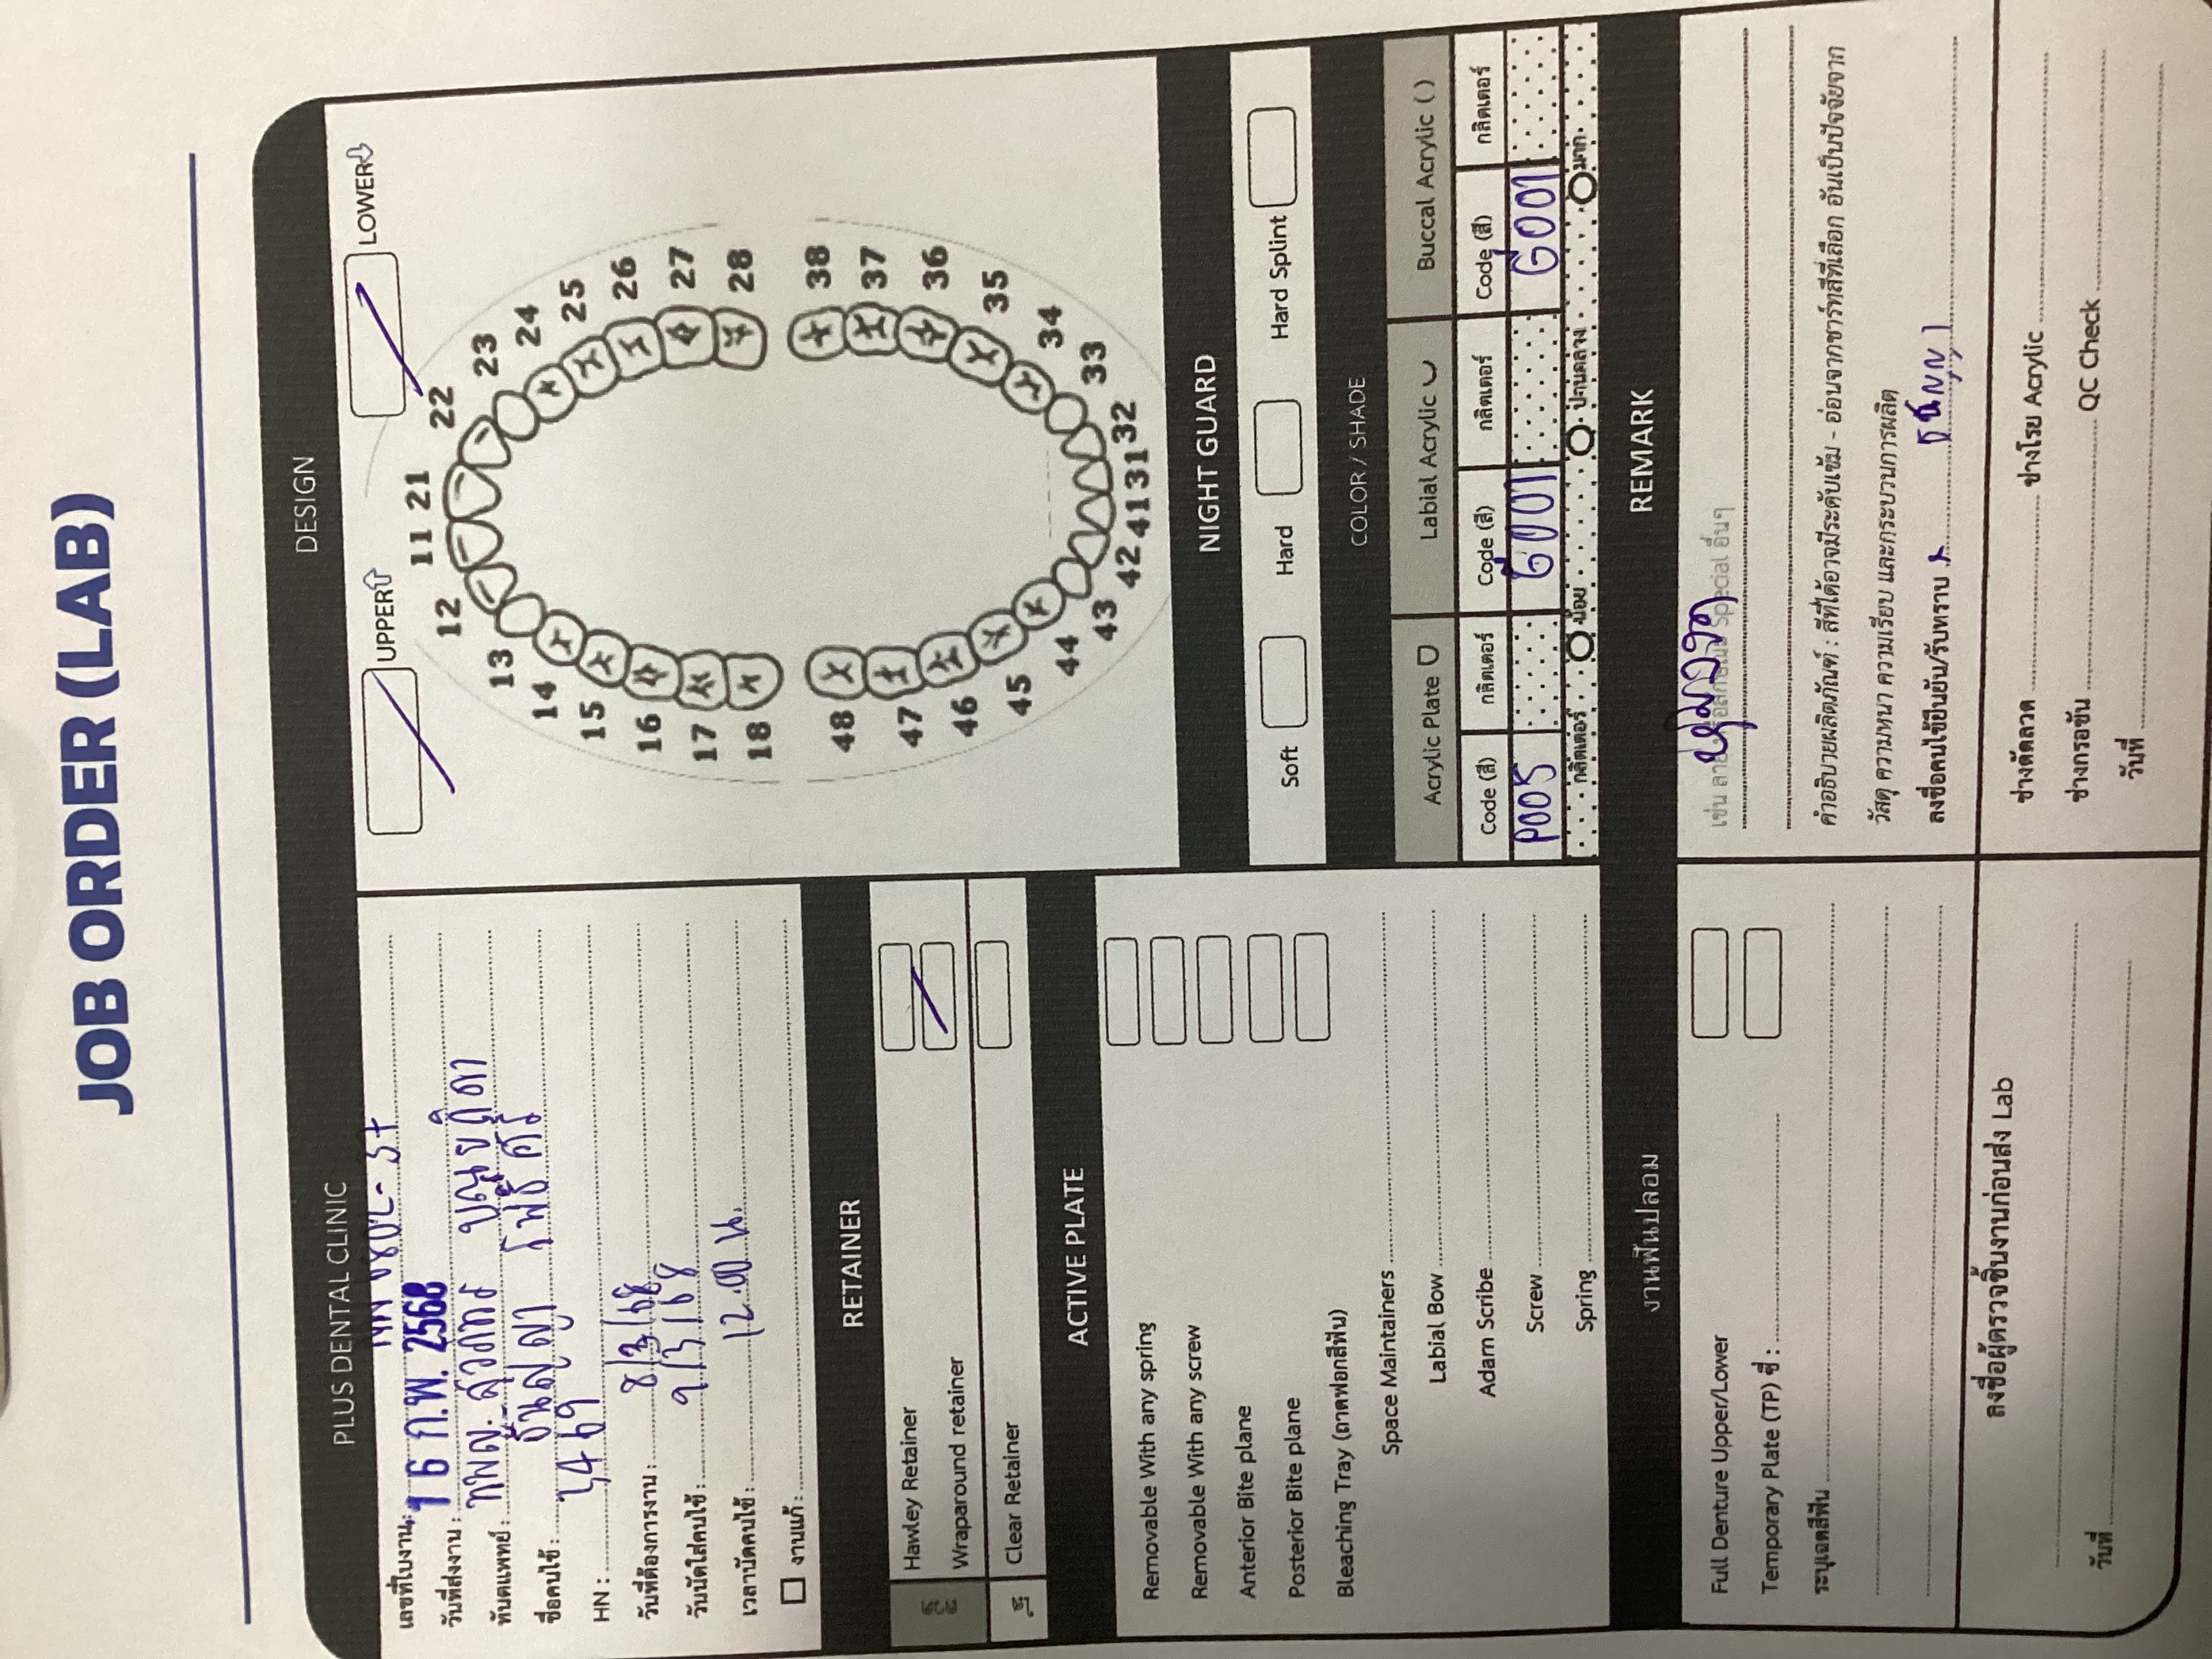 JOB ORDER (LAB)
PLUS DENTAL CLINIC
เลขที่ใบงาน : 6802-37
วันที่ส่งงาน : 16 ก.พ. 2568
ทันตแพทย์ : ทพญ. สุวภัทร บุณยภิดา
ชื่อคนไข้ : ธันญญา โพธิ์ศรี
HN : 3469
วันที่ต้องการงาน : 8/3/68
วันนัดใส่คนไข้ : 9/3/68
เวลานัดคนไข้ : 12.00 น.
งานแก้ :
DESIGN
UPPER LOWER
11 21
12 22
13 23
14 24
15 25
16 26
17 27
18 28
48 38
47 37
46 36
45 35
44 34
43 33
42 41 31 32
RETAINER
ลวด
Hawley Retainer
Wraparound retainer
ใส
Clear Retainer
ACTIVE PLATE
Removable With any spring
Removable With any screw
Anterior Bite plane
Posterior Bite plane
Bleaching Tray (ถาดฟอกสีฟัน)
Space Maintainers
Labial Bow
Adam Scribe
Screw
Spring
NIGHT GUARD
Soft Hard Hard Splint
COLOR / SHADE
Acrylic Plate Labial Acrylic Buccal Acrylic ( )
Code (สี) กลิตเตอร์ Code (สี) กลิตเตอร์ Code (สี) กลิตเตอร์
P005 G001 G001
กลิตเตอร์ น้อย ปานกลาง มาก
งานฟันปลอม
Full Denture Upper/Lower
Temporary Plate (TP) ซี่ :
ระบุเฉดสีฟัน
REMARK
เช่น ลาย หรือลักษณะ Special อื่นๆ
คำอธิบายผลิตภัณฑ์ : สีที่ได้อาจมีระดับเข้ม - อ่อนจากชาร์ทสีที่เลือก อันเป็นปัจจัยจาก
วัสดุ ความหนา ความเรียบ และกระบวนการผลิต
ลงชื่อคนไข้ยืนยัน/รับทราบ ธันญญา
ลงชื่อผู้ตรวจชิ้นงานก่อนส่ง Lab
วันที่
ช่างดัดลวด ช่างโรย Acrylic
ช่างกรอขัน QC Check
วันที่